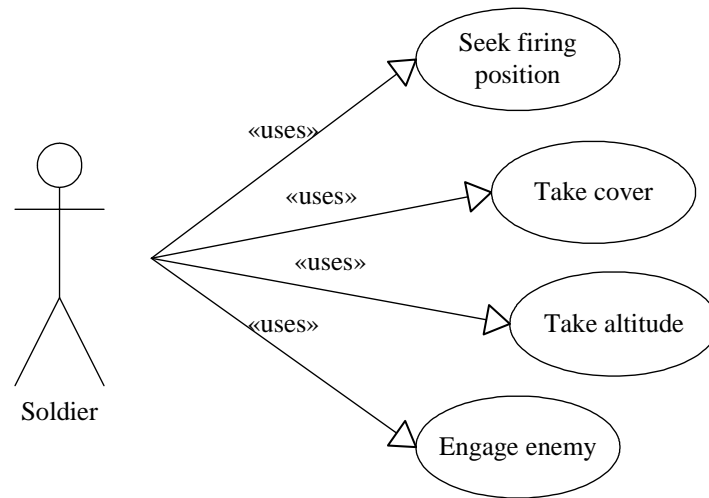 Seek firing
position
«uses»
«uses»
Take cover
«uses»
Take altitude
«uses»
Soldier
Engage enemy